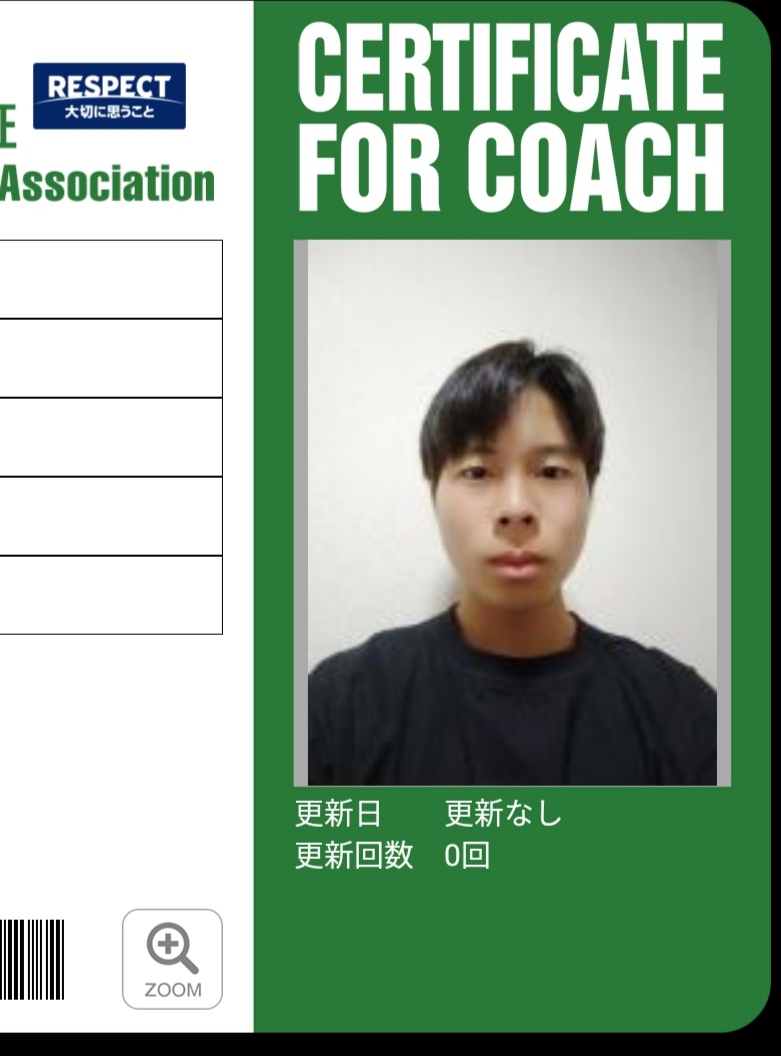 RESPECT
大切に思うこと
証
Association
CERTIFICATE
FOR COACH
更新日 更新なし
更新回数 0回
ZOOM